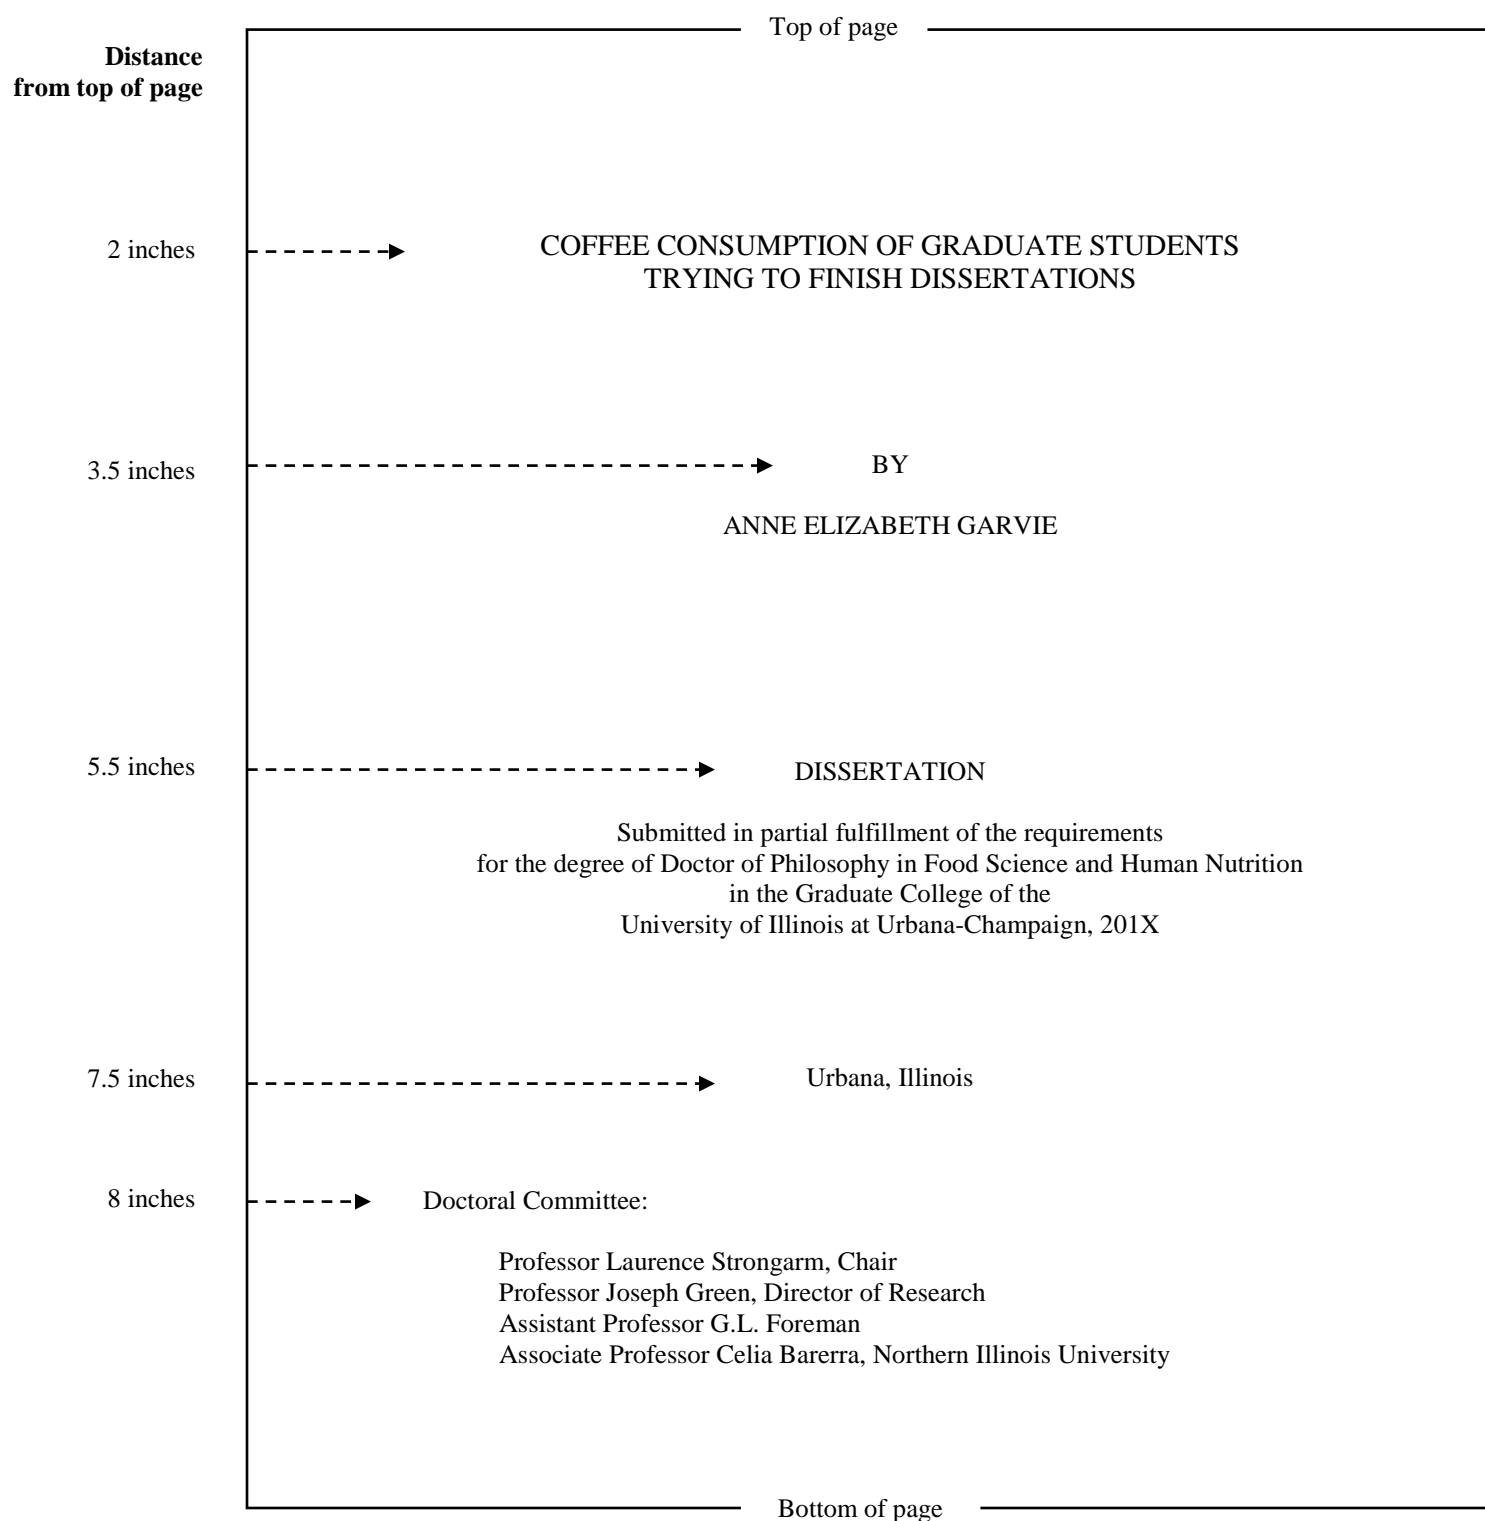 Top of page
Distance
from top of page
2 inches
COFFEE CONSUMPTION OF GRADUATE STUDENTS
TRYING TO FINISH DISSERTATIONS
3.5 inches
BY
ANNE ELIZABETH GARVIE
5.5 inches
DISSERTATION
Submitted in partial fulfillment of the requirements
for the degree of Doctor of Philosophy in Food Science and Human Nutrition
in the Graduate College of the
University of Illinois at Urbana-Champaign, 201X
7.5 inches
Urbana, Illinois
8 inches
Doctoral Committee:
Professor Laurence Strongarm, Chair
Professor Joseph Green, Director of Research
Assistant Professor G.L. Foreman
Associate Professor Celia Barerra, Northern Illinois University
Bottom of page